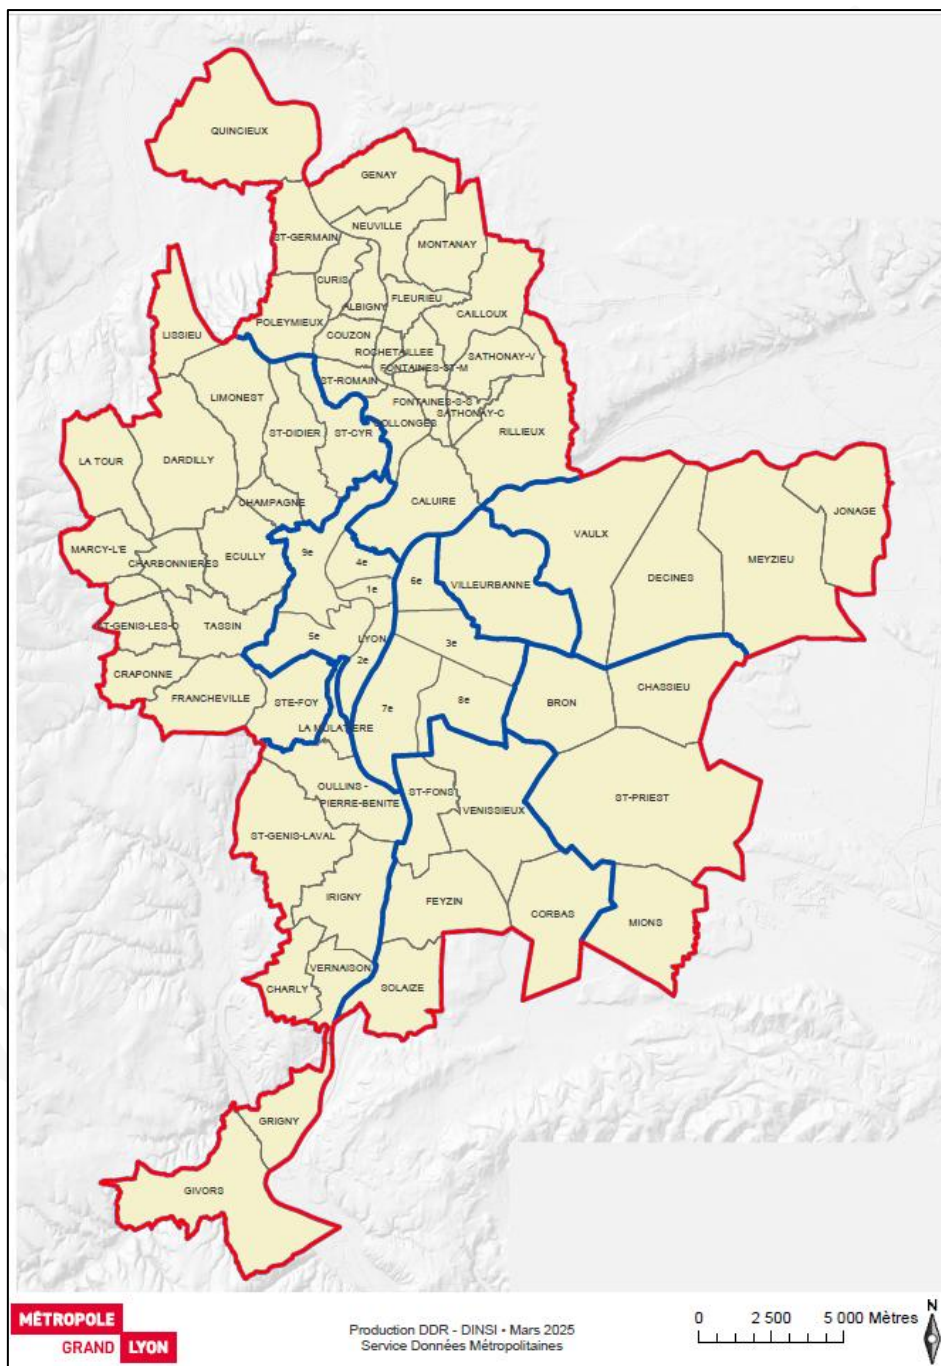 QUINCIEUX
GENAY
NEUVILLE
ST-GERMAIN
MONTANAY
CURIS
FLEURIEU
ALBIGNY
CAILLOUX
POLEYMIEUX
LISSIEU
COUZON
ROCHETAILLEE
SATHONAY-V
FONTAINES-ST-M
ST-ROMAIN
LIMONEST
FONTAINES-S-S
SATHONAY-C
COLLONGES
ST-DIDIER
ST-CYR
RILLIEUX
LA TOUR
DARDILLY
CHAMPAGNE
CALUIRE
JONAGE
VAULX
MEYZIEU
MARCY-L'E
CHARBONNIERES
ECULLY
9e
4e
6e
VILLEURBANNE
DECINES
1e
ST-GENIS-LES-O
TASSIN
5e
LYON
3e
2e
CRAPONNE
FRANCHEVILLE
STE-FOY
7e
8e
BRON
CHASSIEU
LA MULATIERE
OULLINS -
PIERRE-BENITE
ST-FONS
VENISSIEUX
ST-PRIEST
ST-GENIS-LAVAL
IRIGNY
FEYZIN
CORBAS
MIONS
VERNAISON
CHARLY
SOLAIZE
GRIGNY
GIVORS
MÉTROPOLE
GRAND LYON
Production DDR - DINSI • Mars 2025
Service Données Métropolitaines
0 2 500 5 000 Mètres
N